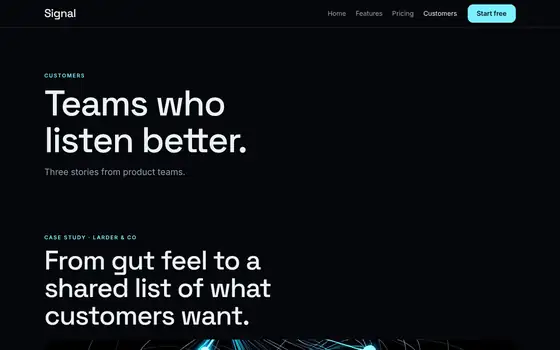 Signal
Home Features Pricing Customers Start free
CUSTOMERS
Teams who
listen better.
Three stories from product teams.
CASE STUDY · LARDER & CO
From gut feel to a
shared list of what
customers want.